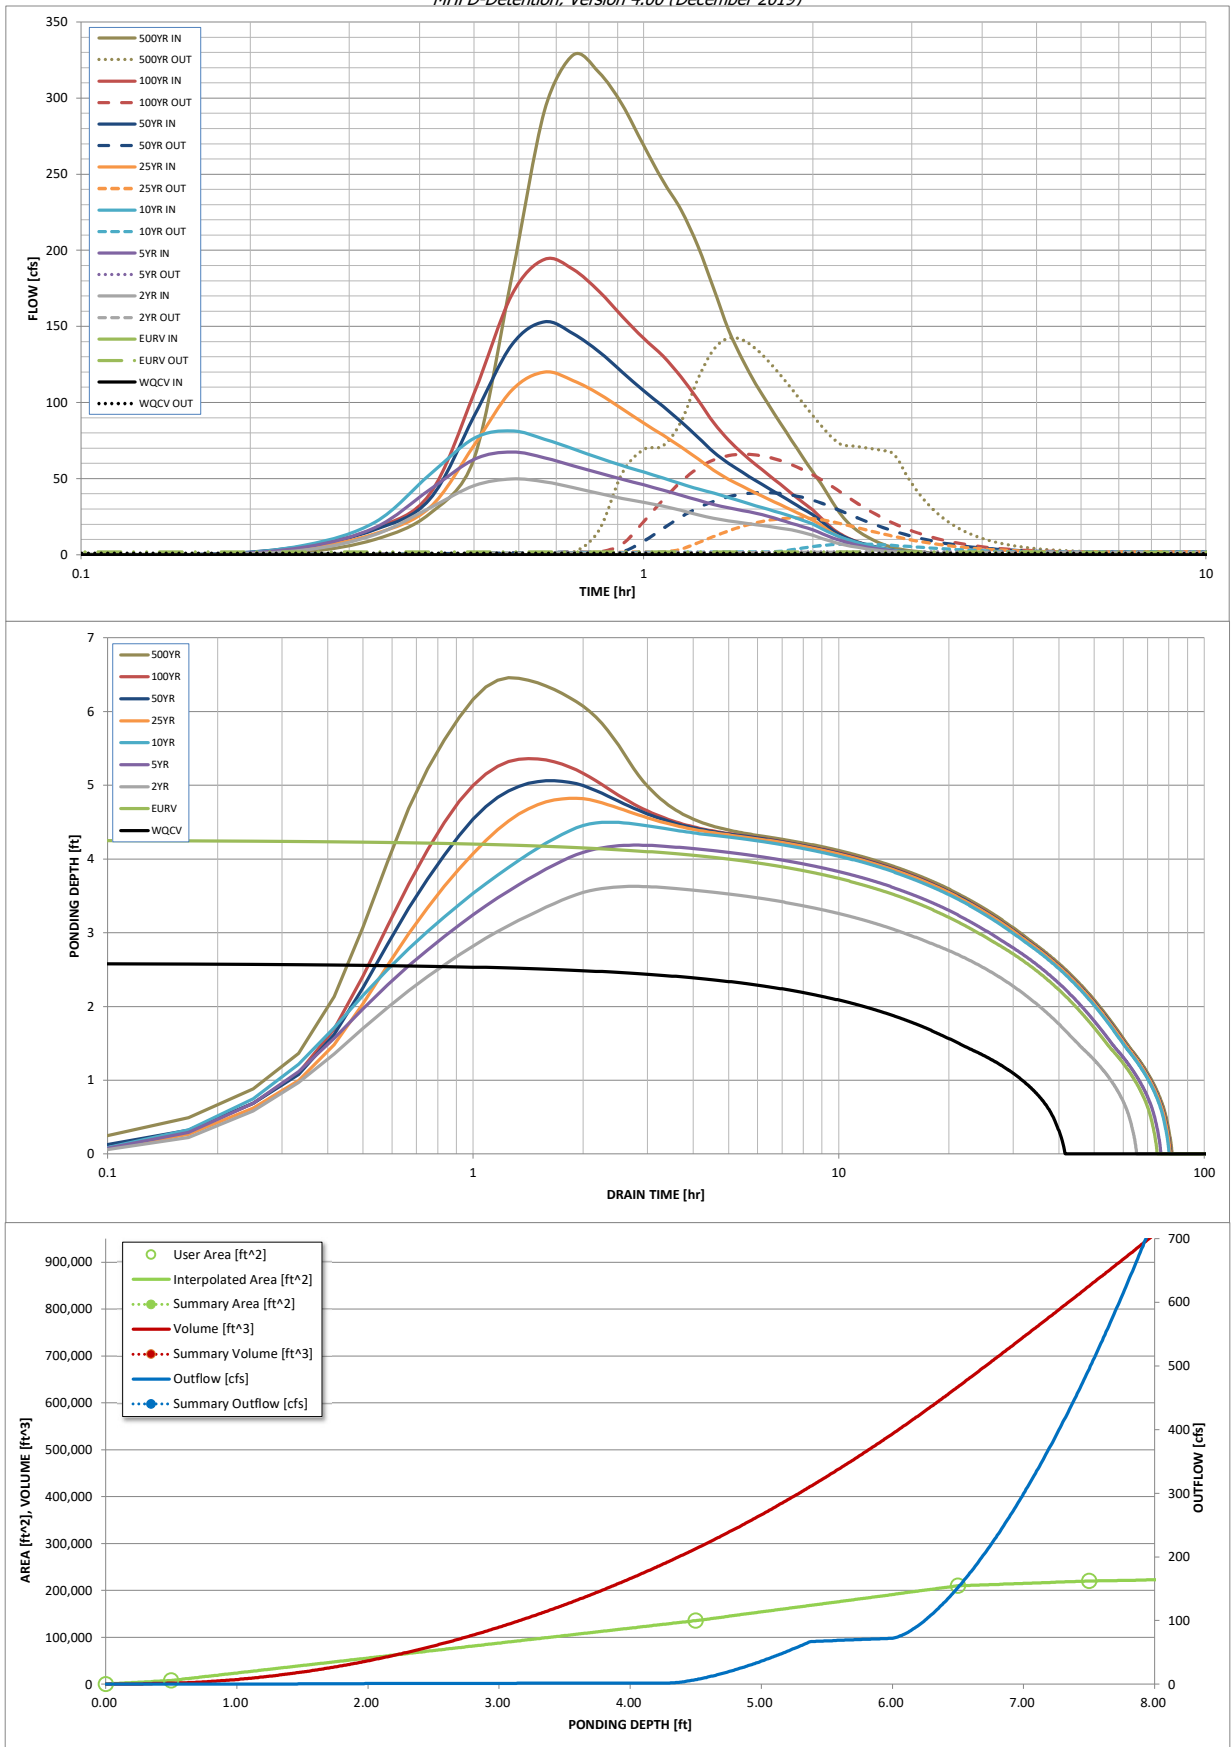 MHFD-Detention, Version 4.00 (December 2019)
350
300
250
200
150
100
50
0
FLOW [cfs]
500YR IN
500YR OUT
100YR IN
100YR OUT
50YR IN
50YR OUT
25YR IN
25YR OUT
10YR IN
10YR OUT
5YR IN
5YR OUT
2YR IN
2YR OUT
EURV IN
EURV OUT
WQCV IN
WQCV OUT
0.1 1 10
TIME [hr]
7
6
5
4
3
2
1
0
PONDING DEPTH [ft]
500YR
100YR
50YR
25YR
10YR
5YR
2YR
EURV
WQCV
0.1 1 10 100
DRAIN TIME [hr]
900,000
800,000
700,000
600,000
500,000
400,000
300,000
200,000
100,000
0
AREA [ft^2], VOLUME [ft^3]
User Area [ft^2]
Interpolated Area [ft^2]
Summary Area [ft^2]
Volume [ft^3]
Summary Volume [ft^3]
Outflow [cfs]
Summary Outflow [cfs]
700
600
500
400
300
200
100
0
OUTFLOW [cfs]
0.00 1.00 2.00 3.00 4.00 5.00 6.00 7.00 8.00
PONDING DEPTH [ft]